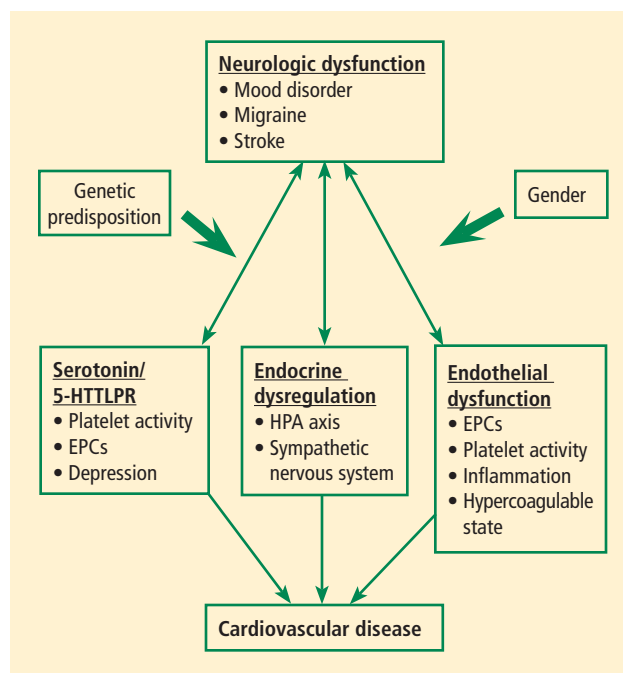 Neurologic dysfunction
• Mood disorder
• Migraine
• Stroke
Genetic
predisposition
Gender
Serotonin/
5-HTTLPR
• Platelet activity
• EPCs
• Depression
Endocrine
dysregulation
• HPA axis
• Sympathetic
nervous system
Endothelial
dysfunction
• EPCs
• Platelet activity
• Inflammation
• Hypercoagulable
state
Cardiovascular disease